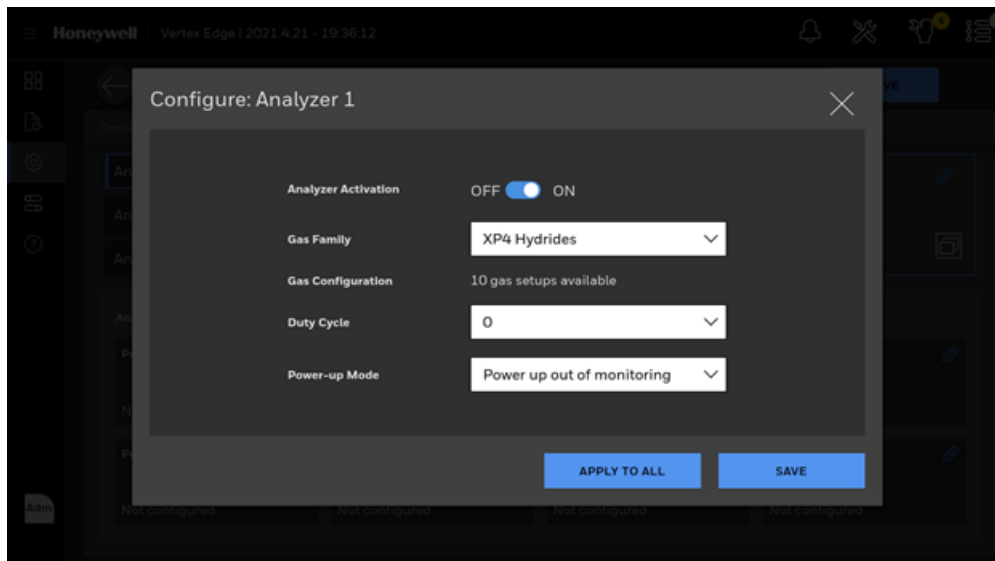 Honeywell | Vertex Edge | 2021.4.21 - 19:36:12
VE
Configure: Analyzer 1
Analyzer Activation OFF ON
Gas Family XP4 Hydrides
Gas Configuration 10 gas setups available
Duty Cycle 0
Power-up Mode Power up out of monitoring
APPLY TO ALL SAVE
Adm
Not configured Not configured Not configured Not configured